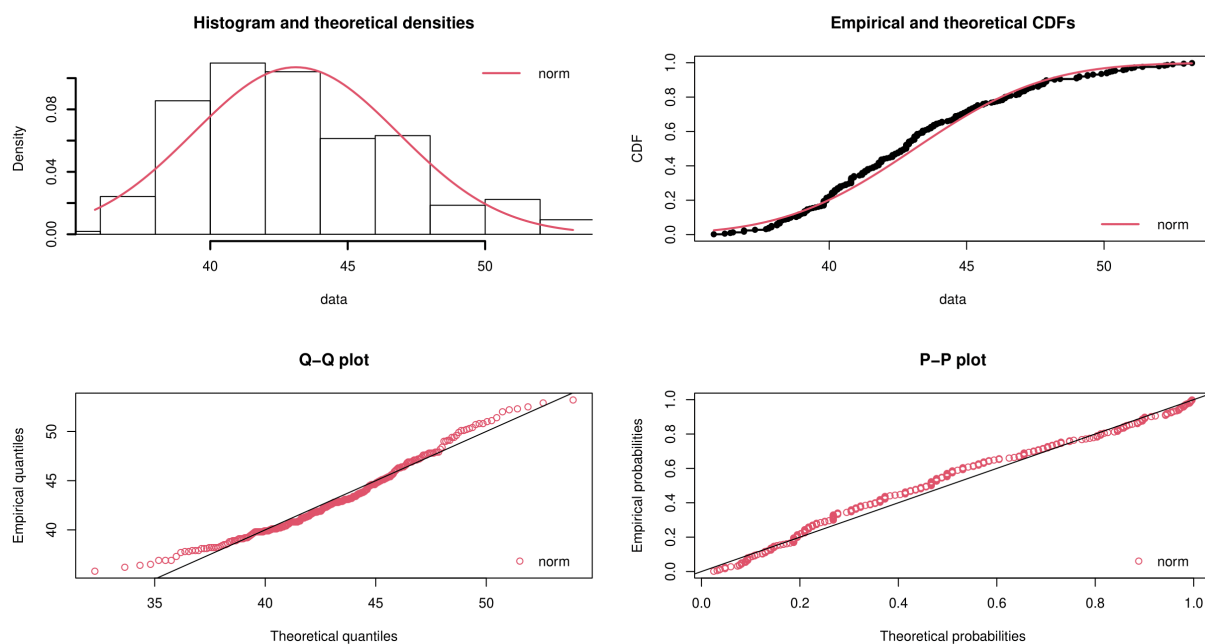 Histogram and theoretical densities
Density
0.00
0.04
0.08
norm
40
45
50
data
Empirical and theoretical CDFs
CDF
0.0
0.2
0.4
0.6
0.8
1.0
norm
40
45
50
data
Q−Q plot
Empirical quantiles
40
45
50
norm
35
40
45
50
Theoretical quantiles
P−P plot
Empirical probabilities
0.0
0.2
0.4
0.6
0.8
1.0
norm
0.0
0.2
0.4
0.6
0.8
1.0
Theoretical probabilities